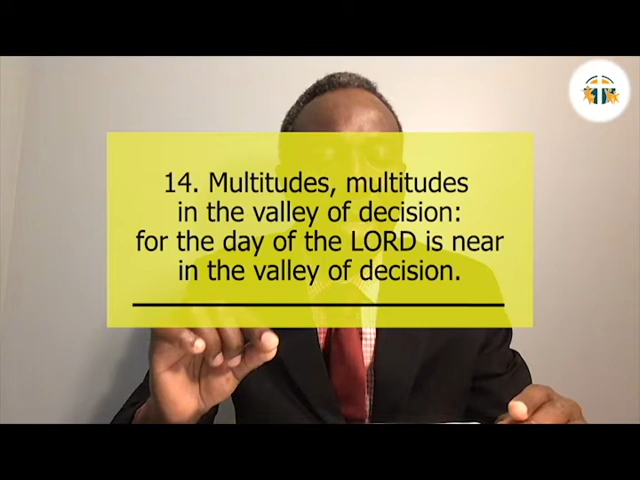 14. Multitudes, multitudes
in the valley of decision:
for the day of the LORD is near
in the valley of decision.